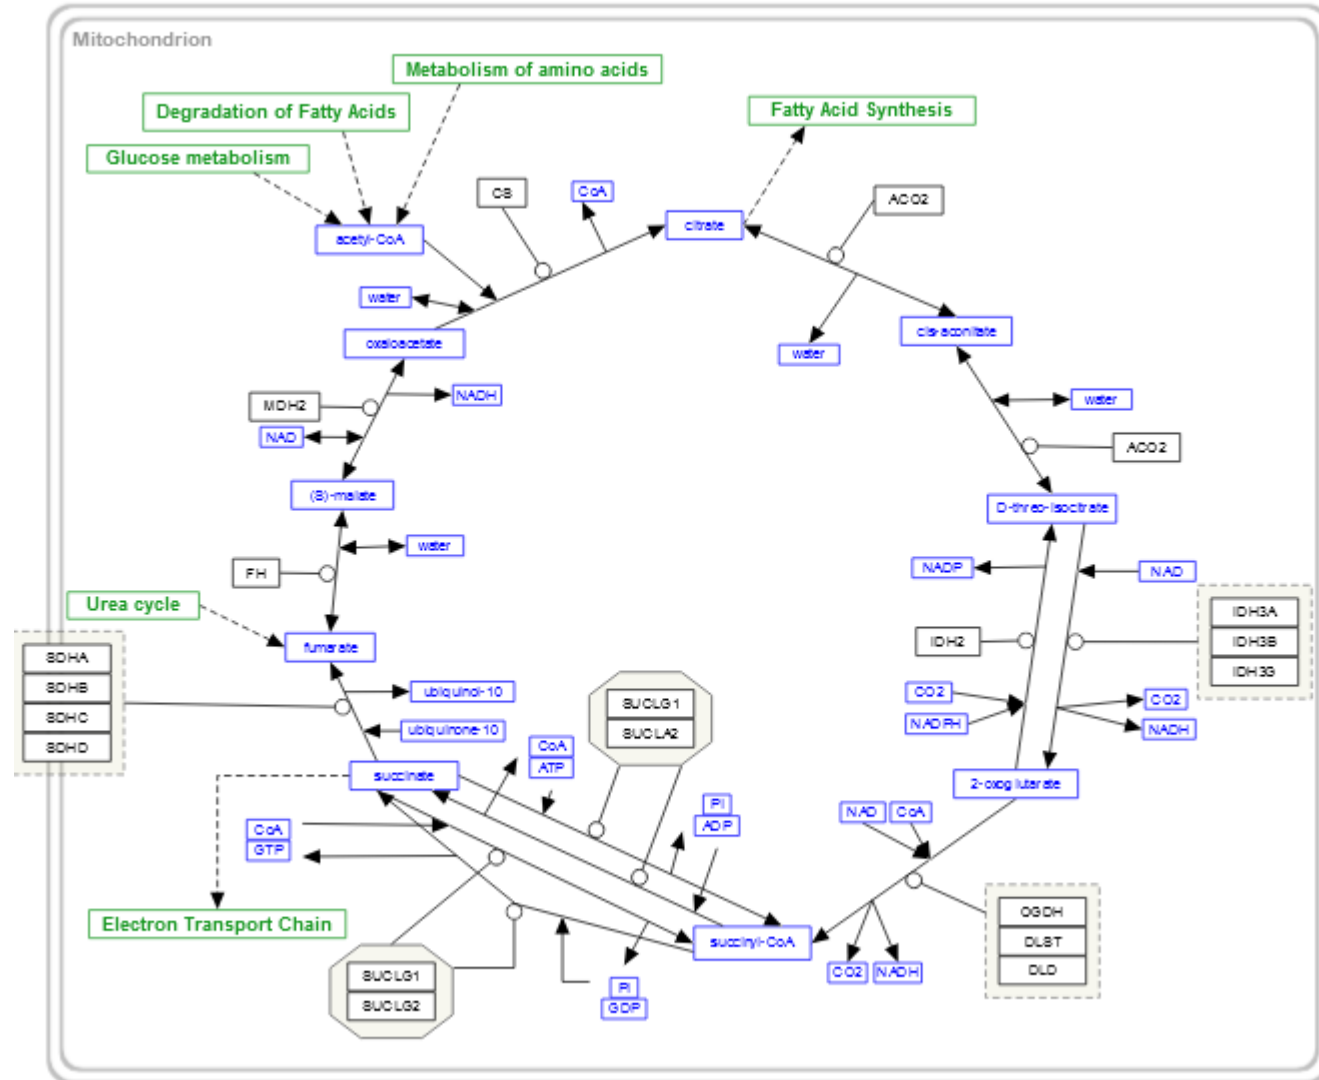 Mitochondrion
Metabolism of amino acids
Degradation of Fatty Acids
Fatty Acid Synthesis
Glucose metabolism
CS
CoA
ACO2
citrate
acetyl-CoA
water
oxaloacetate
cis-aconitate
water
MDH2
NADH
NAD
water
ACO2
(S)-malate
D-threo-isocitrate
water
FH
NADP
NAD
Urea cycle
fumarate
IDH2
IDH3A
IDH3B
IDH3G
SDHA
SDHB
SDHC
SDHD
ubiquinol-10
ubiquinone-10
SUCLG1
SUCLA2
CO2
NADPH
CO2
NADH
CoA
ATP
succinate
2-oxoglutarate
PI
ADP
NAD
CoA
CoA
GTP
Electron Transport Chain
succinyl-CoA
OGDH
DLST
DLD
SUCLG1
SUCLG2
PI
GDP
CO2
NADH